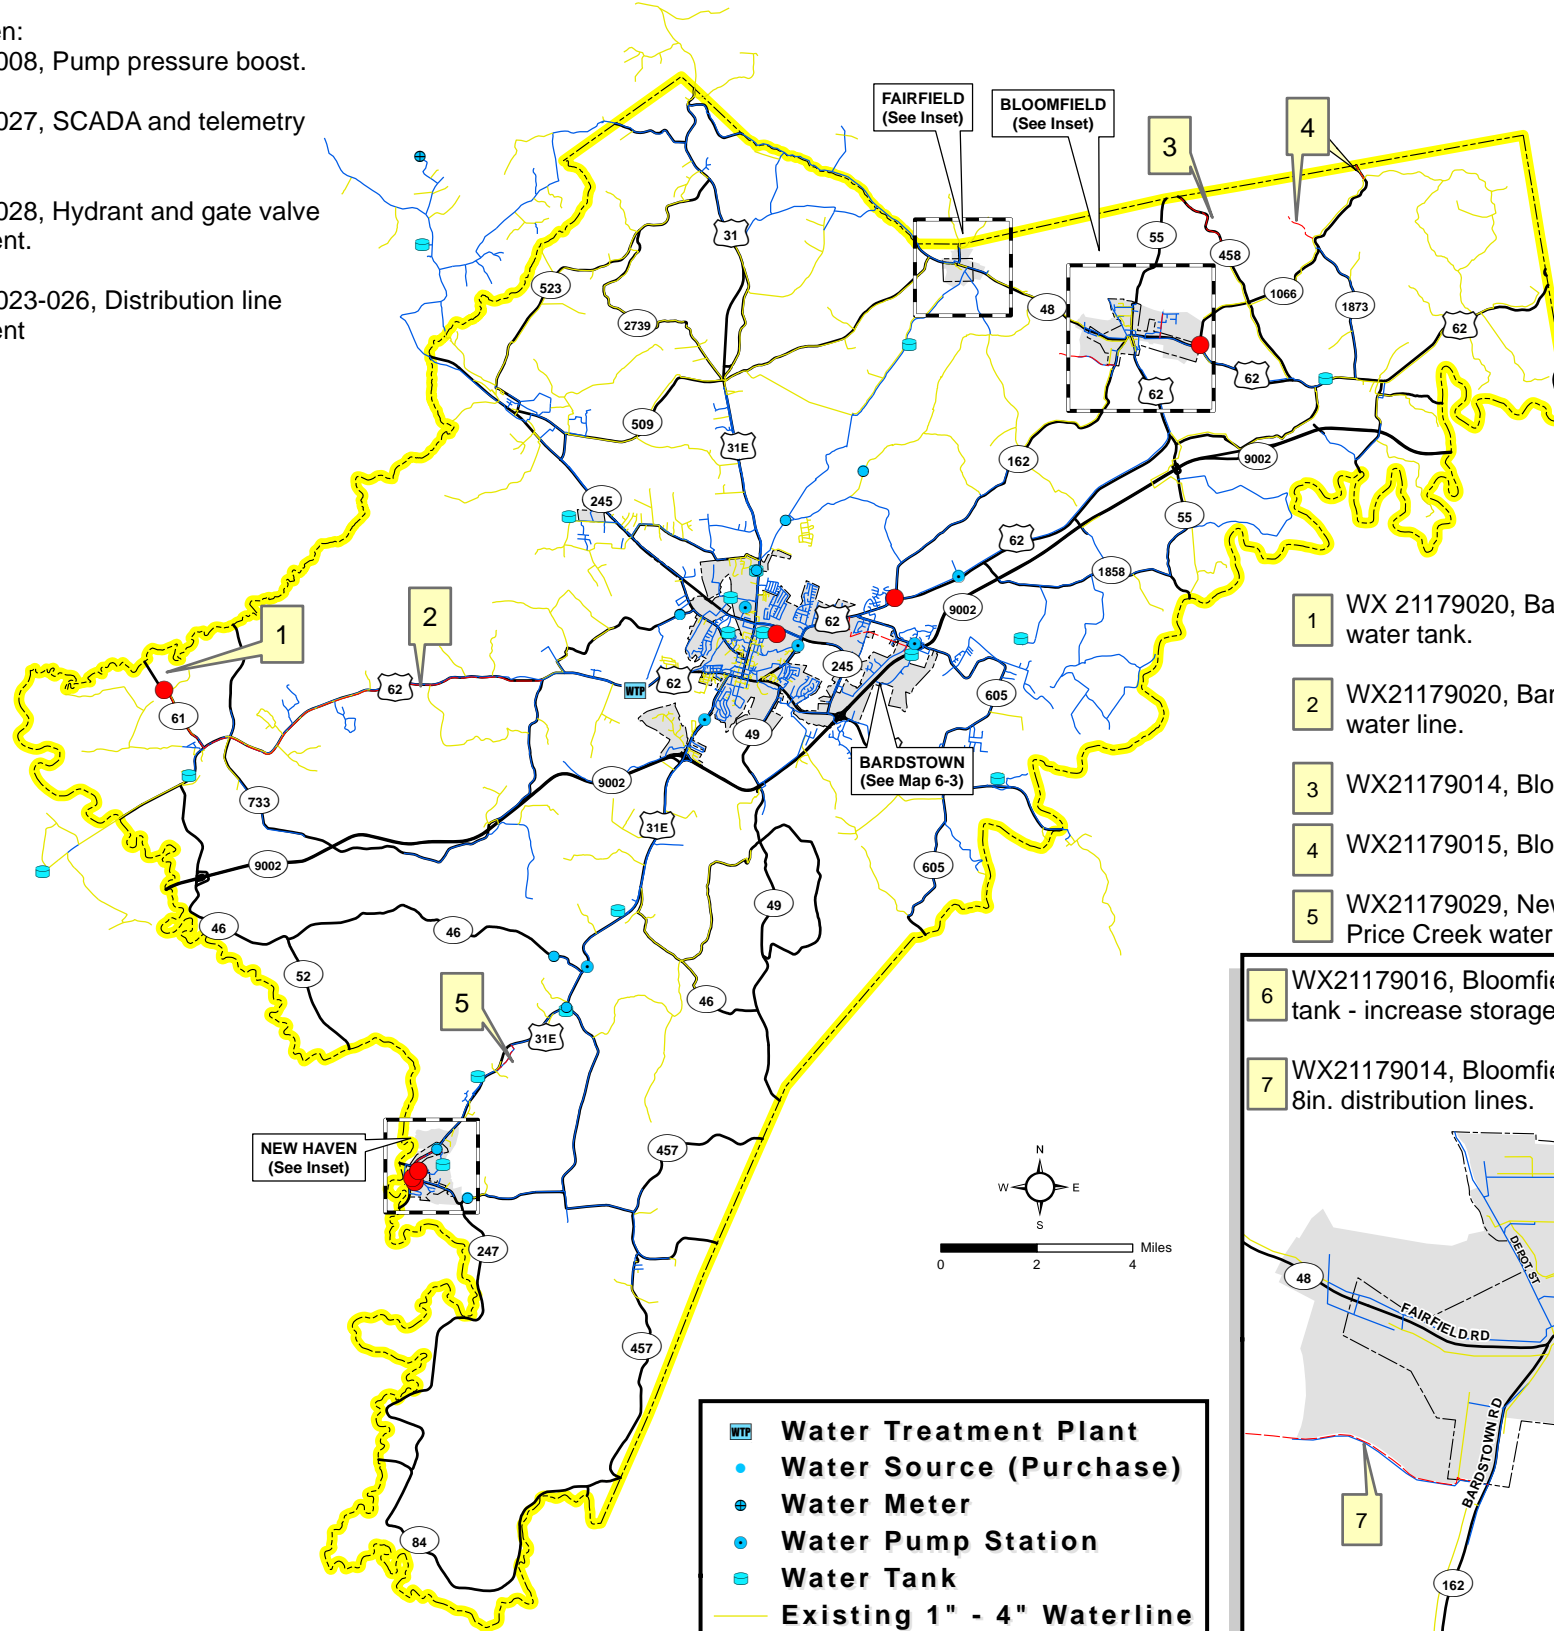 en:
008, Pump pressure boost.
027, SCADA and telemetry
028, Hydrant and gate valve
ent.
023-026, Distribution line
ent
FAIRFIELD
(See Inset)
BLOOMFIELD
(See Inset)
3
4
31
55
458
523
2739
48
1066
1873
62
62
62
509
31E
162
9002
245
55
62
1858
1
2
62
9002
245
62
62
61
605
49
BARDSTOWN
(See Map 6-3)
WTP
9002
733
31E
9002
605
46
46
49
52
5
46
31E
NEW HAVEN
(See Inset)
457
247
457
84
N
W
E
S
Miles
0
2
4
1
WX 21179020, Ba
water tank.
2
WX21179020, Bar
water line.
3
WX21179014, Blo
4
WX21179015, Blo
5
WX21179029, New
Price Creek water
6
WX21179016, Bloomfie
tank - increase storage
7
WX21179014, Bloomfie
8in. distribution lines.
DEPOT ST
48
FAIRFIELD RD
BARDSTOWN RD
7
162
WTP
Water Treatment Plant
Water Source (Purchase)
Water Meter
Water Pump Station
Water Tank
Existing 1" - 4" Waterline